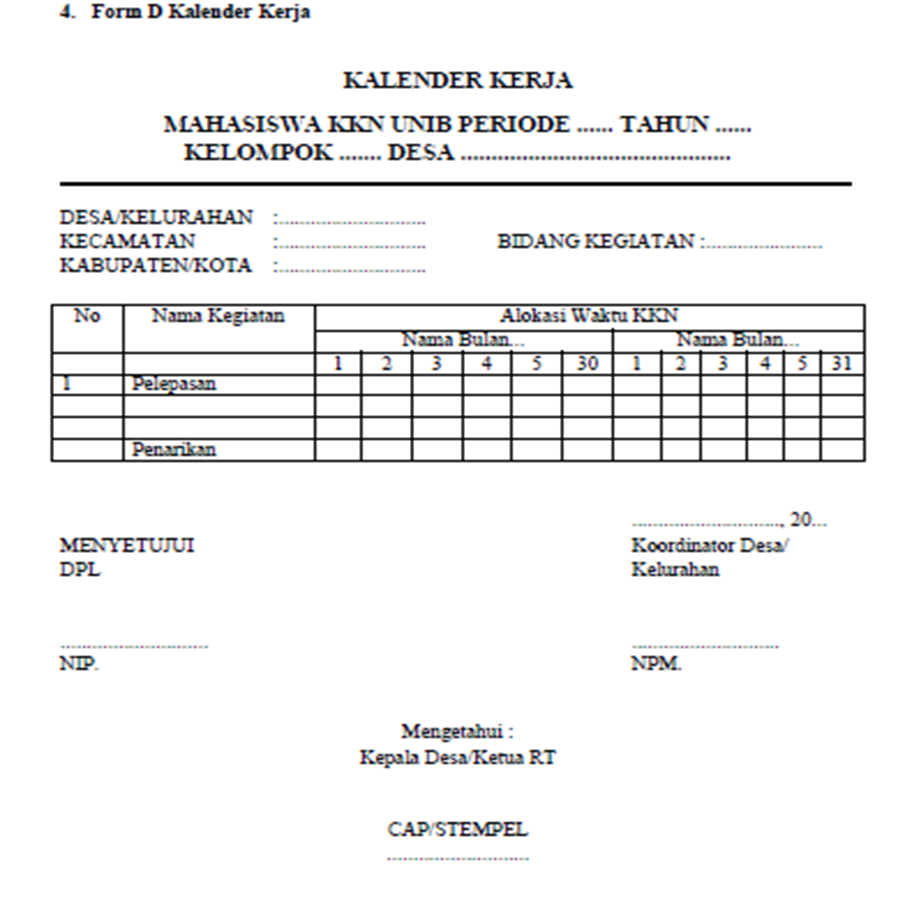 4. Form D Kalender Kerja
KALENDER KERJA
MAHASISWA KKN UNIB PERIODE ...... TAHUN ......
KELOMPOK ....... DESA ............................................
DESA/KELURAHAN :................................
KECAMATAN :................................ BIDANG KEGIATAN :.........................
KABUPATEN/KOTA :................................
No Nama Kegiatan Alokasi Waktu KKN
Nama Bulan... Nama Bulan...
1 2 3 4 5 30 1 2 3 4 5 31
1 Pelepasan
Penarikan
................................, 20...
MENYETUJUI Koordinator Desa/
DPL Kelurahan
................................ ................................
NIP. NPM.
Mengetahui :
Kepala Desa/Ketua RT
CAP/STEMPEL
..............................